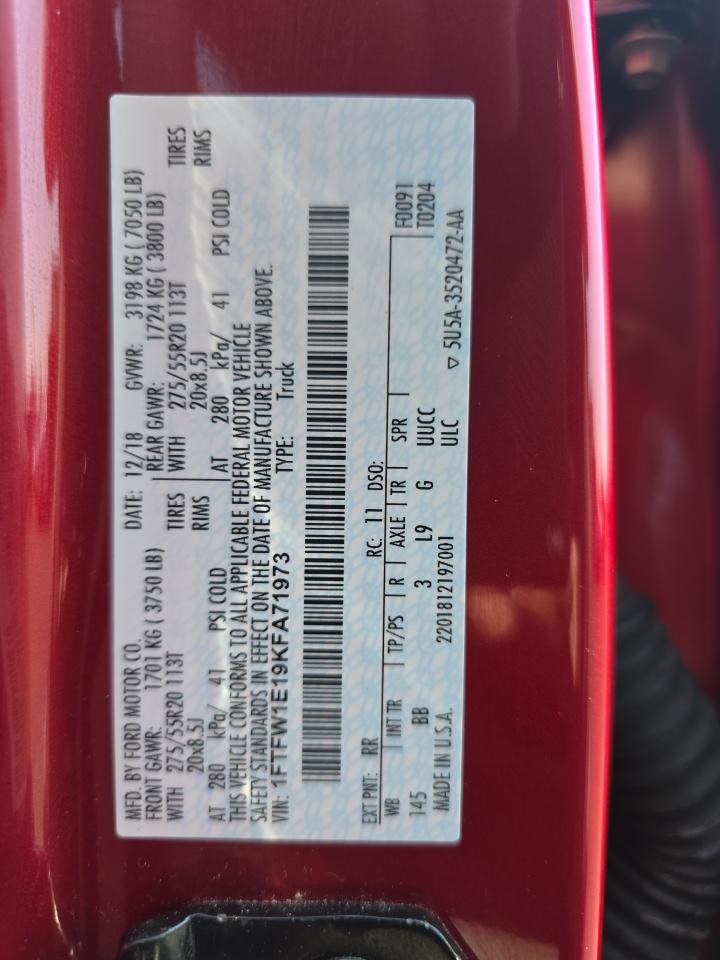 MFD. BY FORD MOTOR CO.
DATE: 12/18 GVWR: 3198 KG ( 7050 LB)
FRONT GAWR: 1701 KG ( 3750 LB)
REAR GAWR: 1724 KG ( 3800 LB)
WITH 275/55R20 113T TIRES
WITH 275/55R20 113T TIRES
20x8.5J RIMS
20x8.5J RIMS
AT 280 kPa/ 41 PSI COLD
AT 280 kPa/ 41 PSI COLD
THIS VEHICLE CONFORMS TO ALL APPLICABLE FEDERAL MOTOR VEHICLE
SAFETY STANDARDS IN EFFECT ON THE DATE OF MANUFACTURE SHOWN ABOVE.
VIN: 1FTFW1E19KFA71973 TYPE: Truck
EXT PNT: RR RC: 11 DSO: F0091
WB INT TR TP/PS R AXLE TR SPR T0204
145 BB 3 L9 G UUCC
MADE IN U.S.A. 2201812197001 ULC ▽ 5U5A-3520472-AA